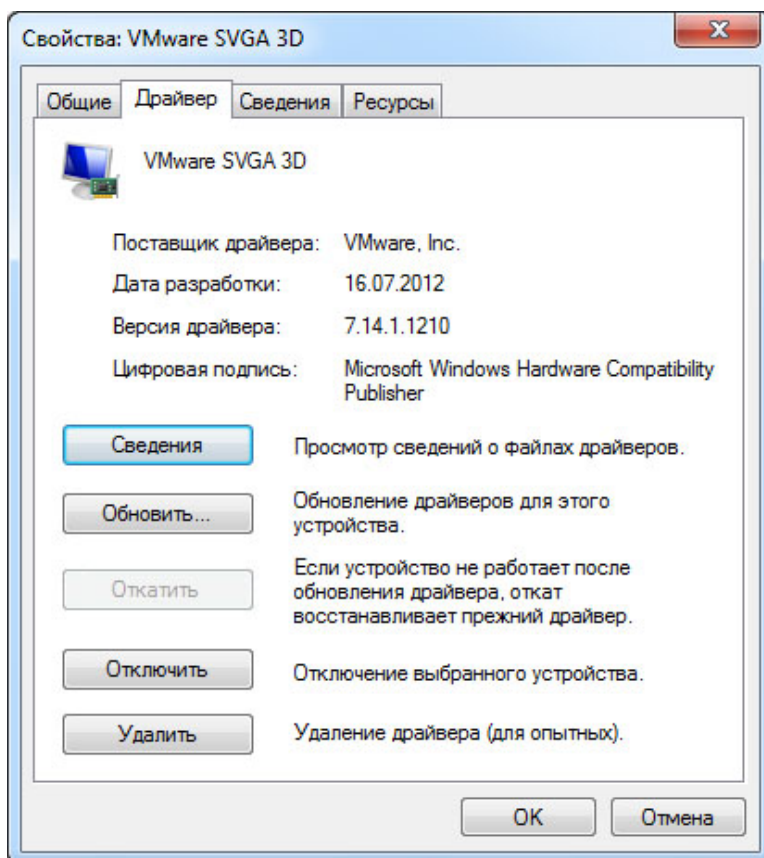 Свойства: VMware SVGA 3D
Общие Драйвер Сведения Ресурсы
VMware SVGA 3D
Поставщик драйвера: VMware, Inc.
Дата разработки: 16.07.2012
Версия драйвера: 7.14.1.1210
Цифровая подпись: Microsoft Windows Hardware Compatibility
Publisher
Сведения Просмотр сведений о файлах драйверов.
Обновить... Обновление драйверов для этого
устройства.
Откатить Если устройство не работает после
обновления драйвера, откат
восстанавливает прежний драйвер.
Отключить Отключение выбранного устройства.
Удалить Удаление драйвера (для опытных).
OK Отмена